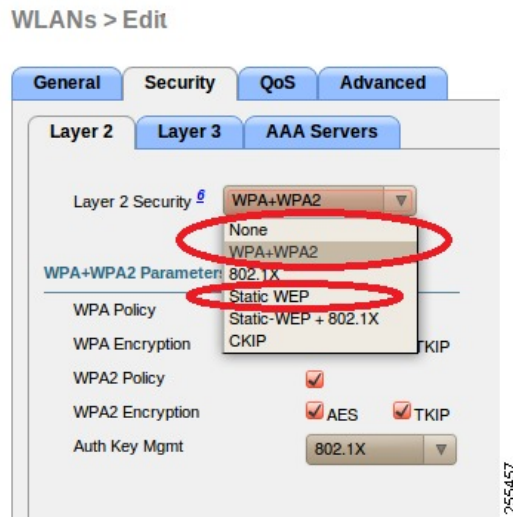 WLANs > Edit
General Security QoS Advanced
Layer 2 Layer 3 AAA Servers
Layer 2 Security 6 WPA+WPA2
None
WPA+WPA2
WPA+WPA2 Parameters 802.1X
Static WEP
WPA Policy
Static-WEP + 802.1X
WPA Encryption TKIP
CKIP
WPA2 Policy
WPA2 Encryption AES TKIP
Auth Key Mgmt 802.1X
255457